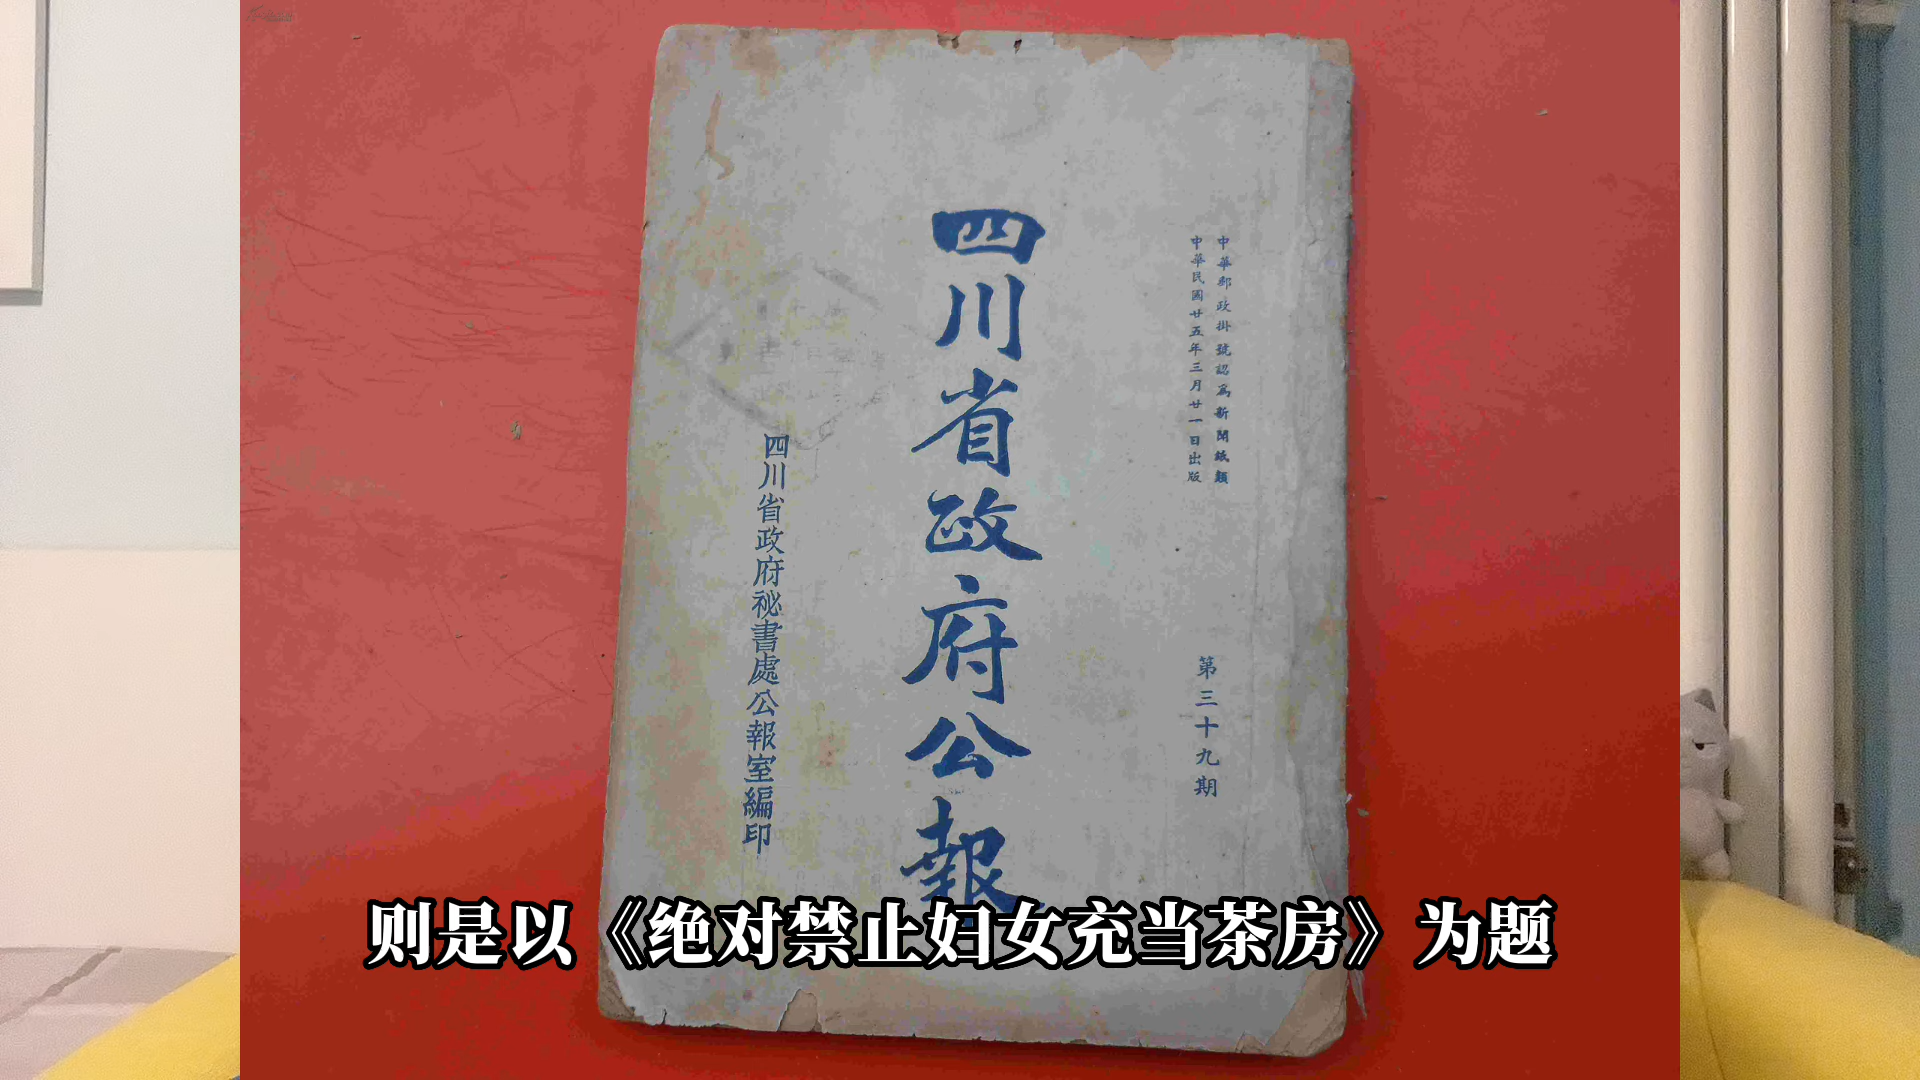 中華郵政掛號認為新聞紙類
中華民國廿五年三月廿一日出版
第三十九期
四川省政府公報
四川省政府祕書處公報室編印
则是以《绝对禁止妇女充当茶房》为题